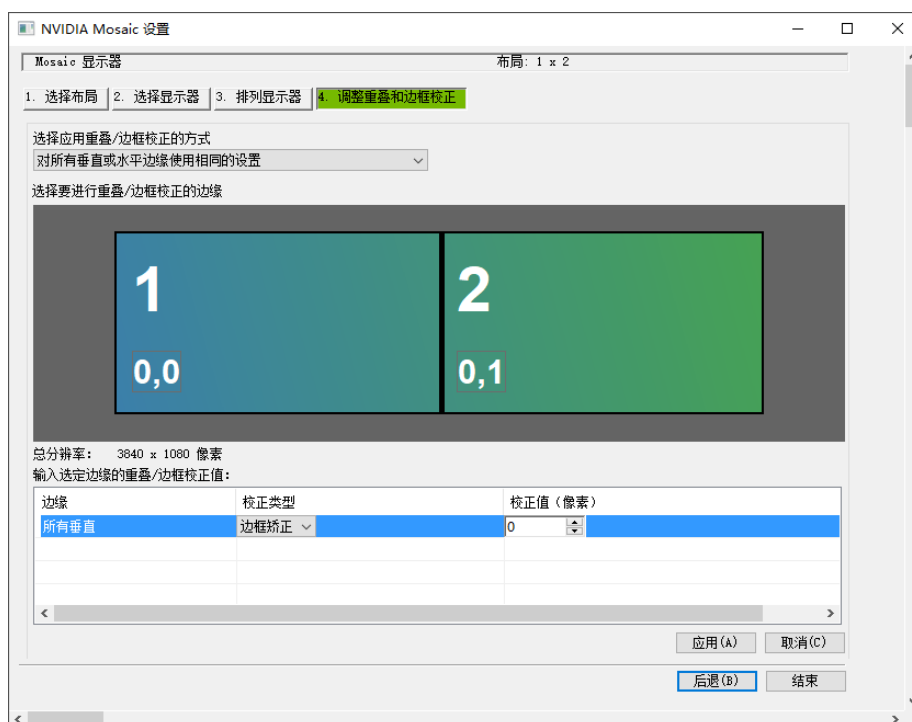 NVIDIA Mosaic 设置
Mosaic 显示器 布局: 1 x 2
1. 选择布局 2. 选择显示器 3. 排列显示器 4. 调整重叠和边框校正
选择应用重叠/边框校正的方式
对所有垂直或水平边缘使用相同的设置
选择要进行重叠/边框校正的边缘
1 2
0,0 0,1
总分辨率: 3840 x 1080 像素
输入选定边缘的重叠/边框校正值:
边缘 校正类型 校正值（像素）
所有垂直 边框矫正 0
应用(A) 取消(C)
后退(B) 结束